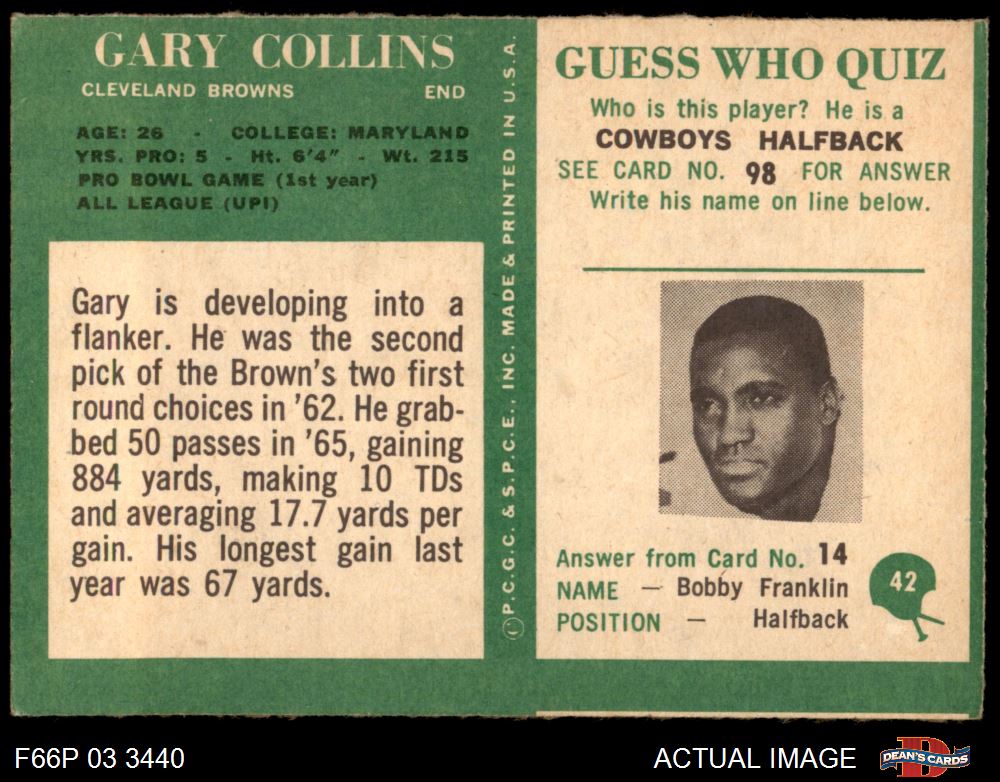 GARY COLLINS
CLEVELAND BROWNS END
AGE: 26 - COLLEGE: MARYLAND
YRS. PRO: 5 - Ht. 6'4" - Wt. 215
PRO BOWL GAME (1st year)
ALL LEAGUE (UPI)
Gary is developing into a
flanker. He was the second
pick of the Brown's two first
round choices in '62. He grab-
bed 50 passes in '65, gaining
884 yards, making 10 TDs
and averaging 17.7 yards per
gain. His longest gain last
year was 67 yards.
© P.C.G.C. & S.P.C.E., INC. MADE & PRINTED IN U.S.A.
GUESS WHO QUIZ
Who is this player? He is a
COWBOYS HALFBACK
SEE CARD NO. 98 FOR ANSWER
Write his name on line below.
Answer from Card No. 14
NAME — Bobby Franklin
POSITION — Halfback
42
F66P 03 3440
ACTUAL IMAGE
DEAN'S CARDS